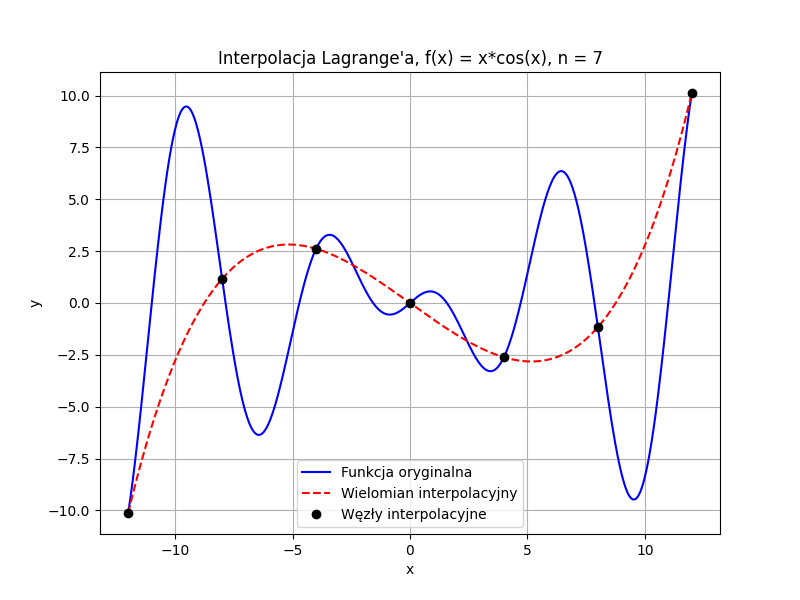 Interpolacja Lagrange'a, f(x) = x*cos(x), n = 7
10.0
7.5
5.0
2.5
0.0
−2.5
−5.0
−7.5
−10.0
y
Funkcja oryginalna
Wielomian interpolacyjny
Węzły interpolacyjne
−10 −5 0 5 10
x